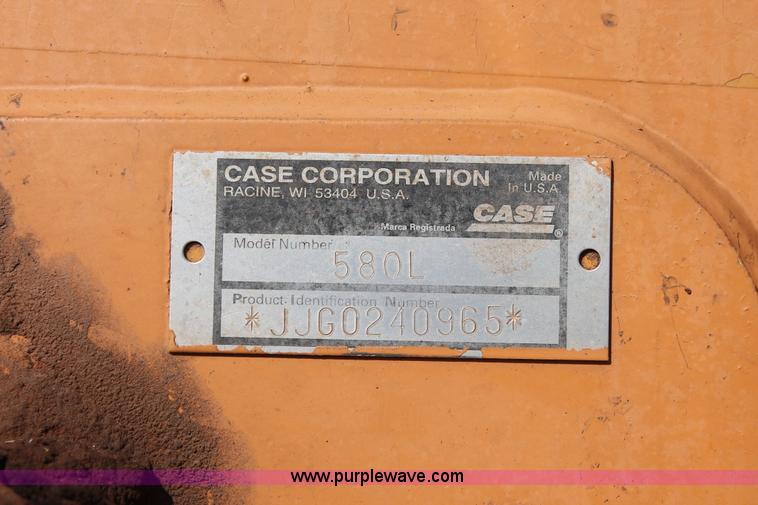 CASE CORPORATION
RACINE, WI 53404 U.S.A.
Made
In U.S.A.
CASE
®
Marca Registrada
Model Number
580L
Product Identification Number
*JJG0240965*
www.purplewave.com